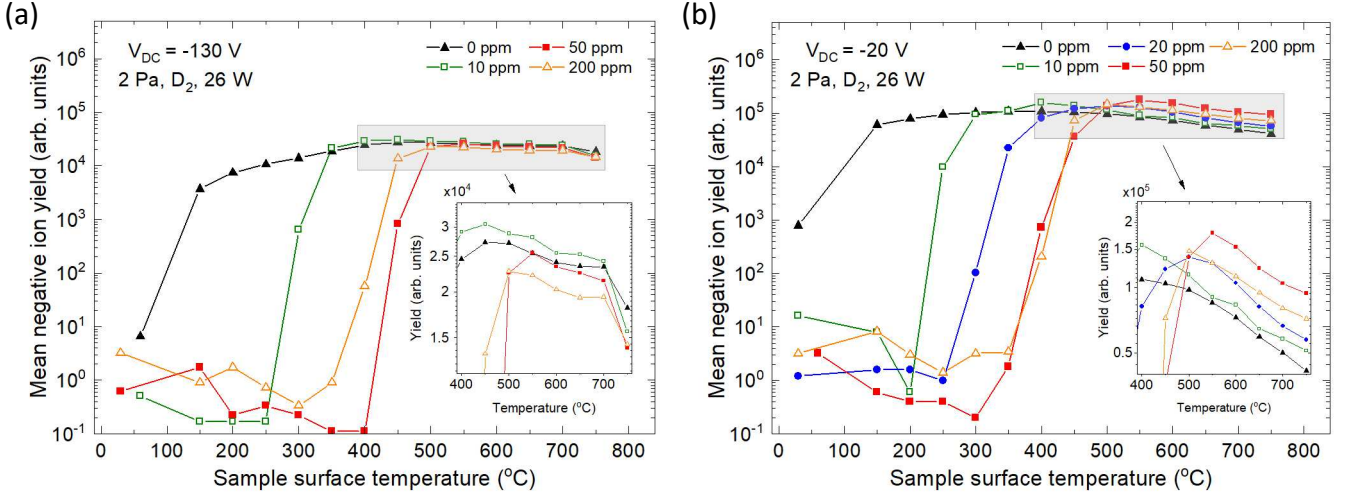 (a)
V_DC = -130 V
2 Pa, D₂, 26 W
0 ppm
10 ppm
50 ppm
200 ppm
Mean negative ion yield (arb. units)
10⁶
10⁵
10⁴
10³
10²
10¹
10⁰
10⁻¹
0 100 200 300 400 500 600 700 800
Sample surface temperature (°C)
x10⁴
Yield (arb. units)
3
2.5
2
1.5
400 500 600 700
Temperature (°C)
(b)
V_DC = -20 V
2 Pa, D₂, 26 W
0 ppm
10 ppm
20 ppm
50 ppm
200 ppm
Mean negative ion yield (arb. units)
10⁶
10⁵
10⁴
10³
10²
10¹
10⁰
10⁻¹
0 100 200 300 400 500 600 700 800
Sample surface temperature (°C)
x10⁵
Yield (arb. units)
2
1.5
1
0.5
400 500 600 700
Temperature (°C)